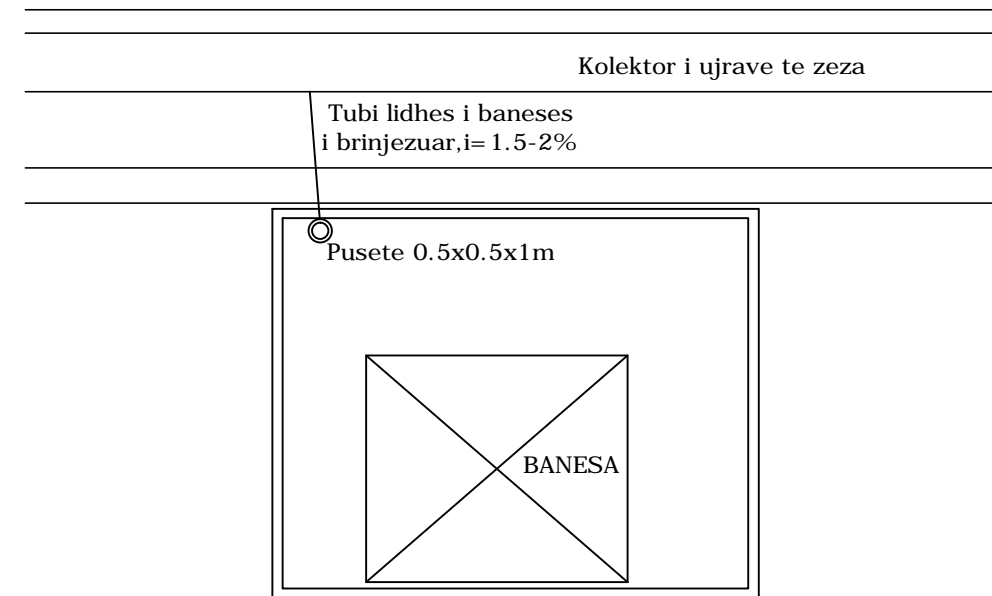 Kolektor i ujrave te zeza
Tubi lidhes i baneses
i brinjezuar,i=1.5-2%
Pusete 0.5x0.5x1m
BANESA